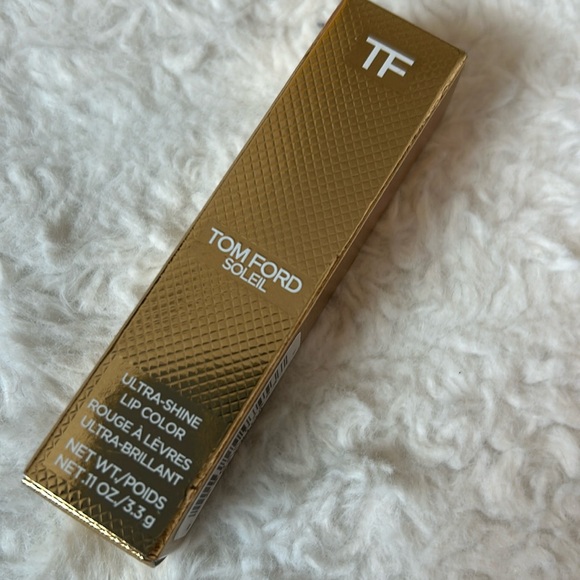 TF
TOM FORD
SOLEIL
ULTRA-SHINE
LIP COLOR
ROUGE À LÈVRES
ULTRA-BRILLANT
NET WT./POIDS
NET .11 OZ/3.3 g